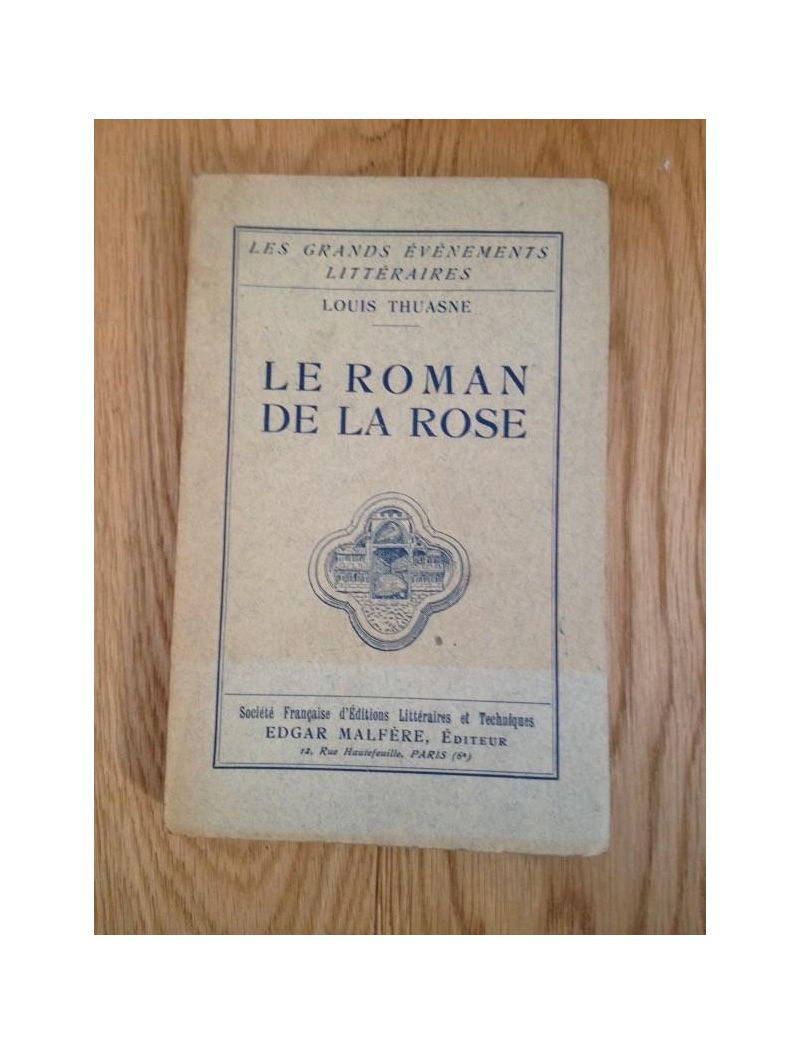 LES GRANDS ÉVÉNEMENTS
LITTÉRAIRES
LOUIS THUASNE
LE ROMAN
DE LA ROSE
Société Française d'Éditions Littéraires et Techniques
EDGAR MALFÈRE, ÉDITEUR
12, Rue Hautefeuille, PARIS (6e)